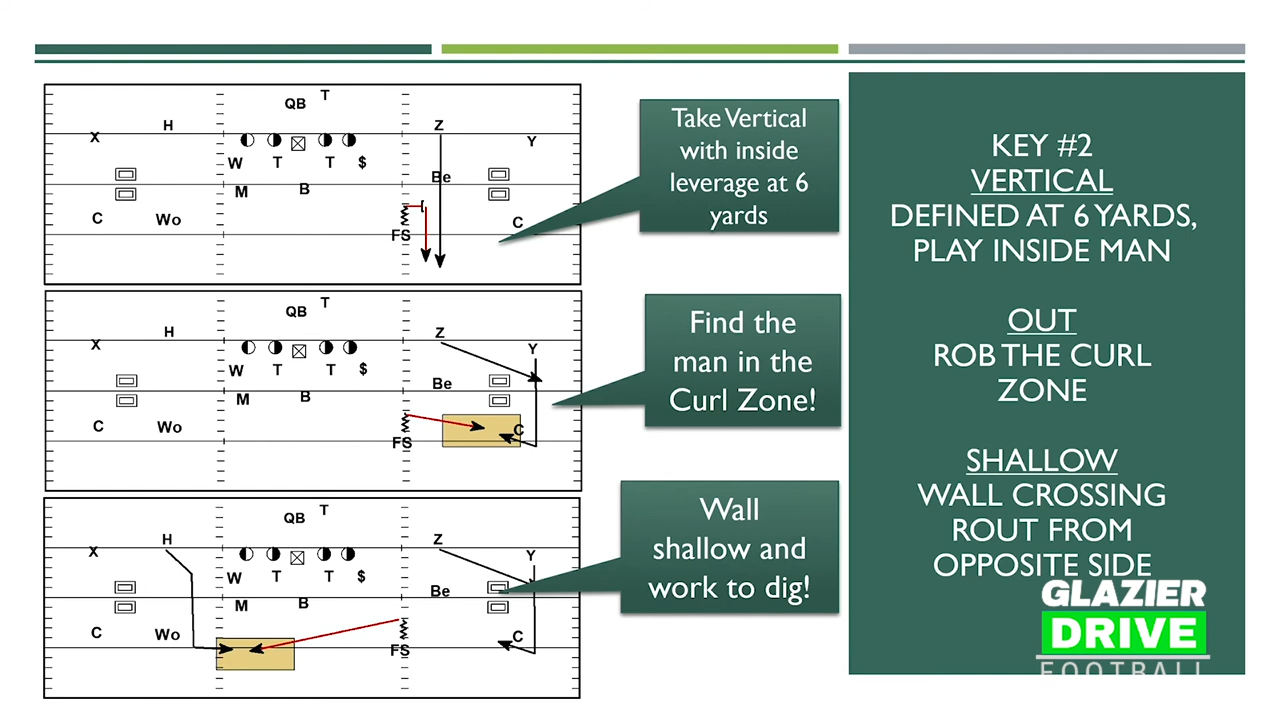 T
QB
H
Z
X
Y
W
T
T
$
Be
M
B
C
Wo
C
FS
Take Vertical
with inside
leverage at 6
yards
T
QB
H
Z
X
Y
W
T
T
$
Be
M
B
C
Wo
C
FS
Find the
man in the
Curl Zone!
T
QB
H
Z
X
Y
W
T
T
$
Be
M
B
C
Wo
C
FS
Wall
shallow and
work to dig!
KEY #2
VERTICAL
DEFINED AT 6 YARDS,
PLAY INSIDE MAN
OUT
ROB THE CURL
ZONE
SHALLOW
WALL CROSSING
ROUT FROM
OPPOSITE SIDE
GLAZIER
DRIVE
FOOTBALL